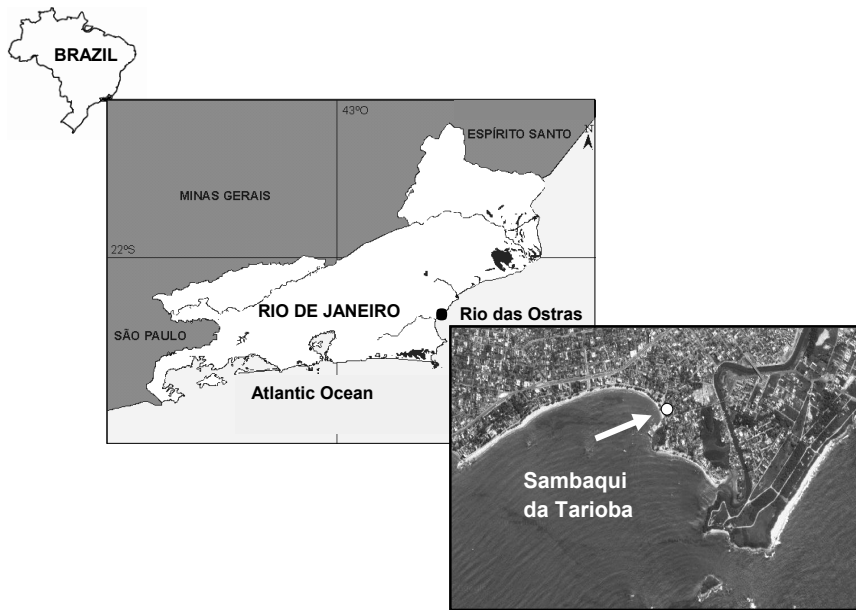 BRAZIL
43ºO
ESPÍRITO SANTO
N
MINAS GERAIS
22ºS
RIO DE JANEIRO
Rio das Ostras
SÃO PAULO
Atlantic Ocean
Sambaqui
da Tarioba